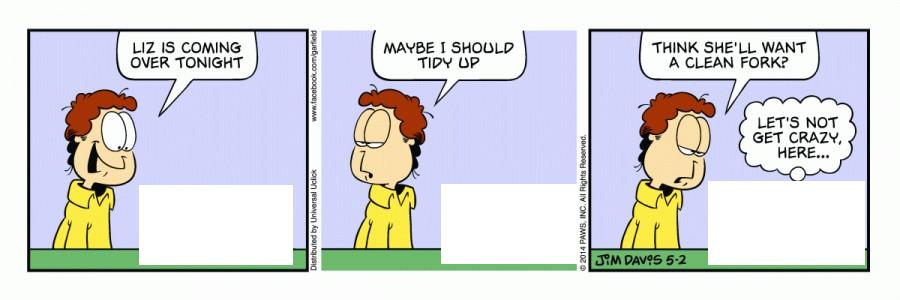 LIZ IS COMING
OVER TONIGHT
www.facebook.com/garfield
Distributed by Universal Uclick
MAYBE I SHOULD
TIDY UP
© 2014 PAWS, INC. All Rights Reserved.
THINK SHE'LL WANT
A CLEAN FORK?
LET'S NOT
GET CRAZY,
HERE...
JIM DAVIS 5-2